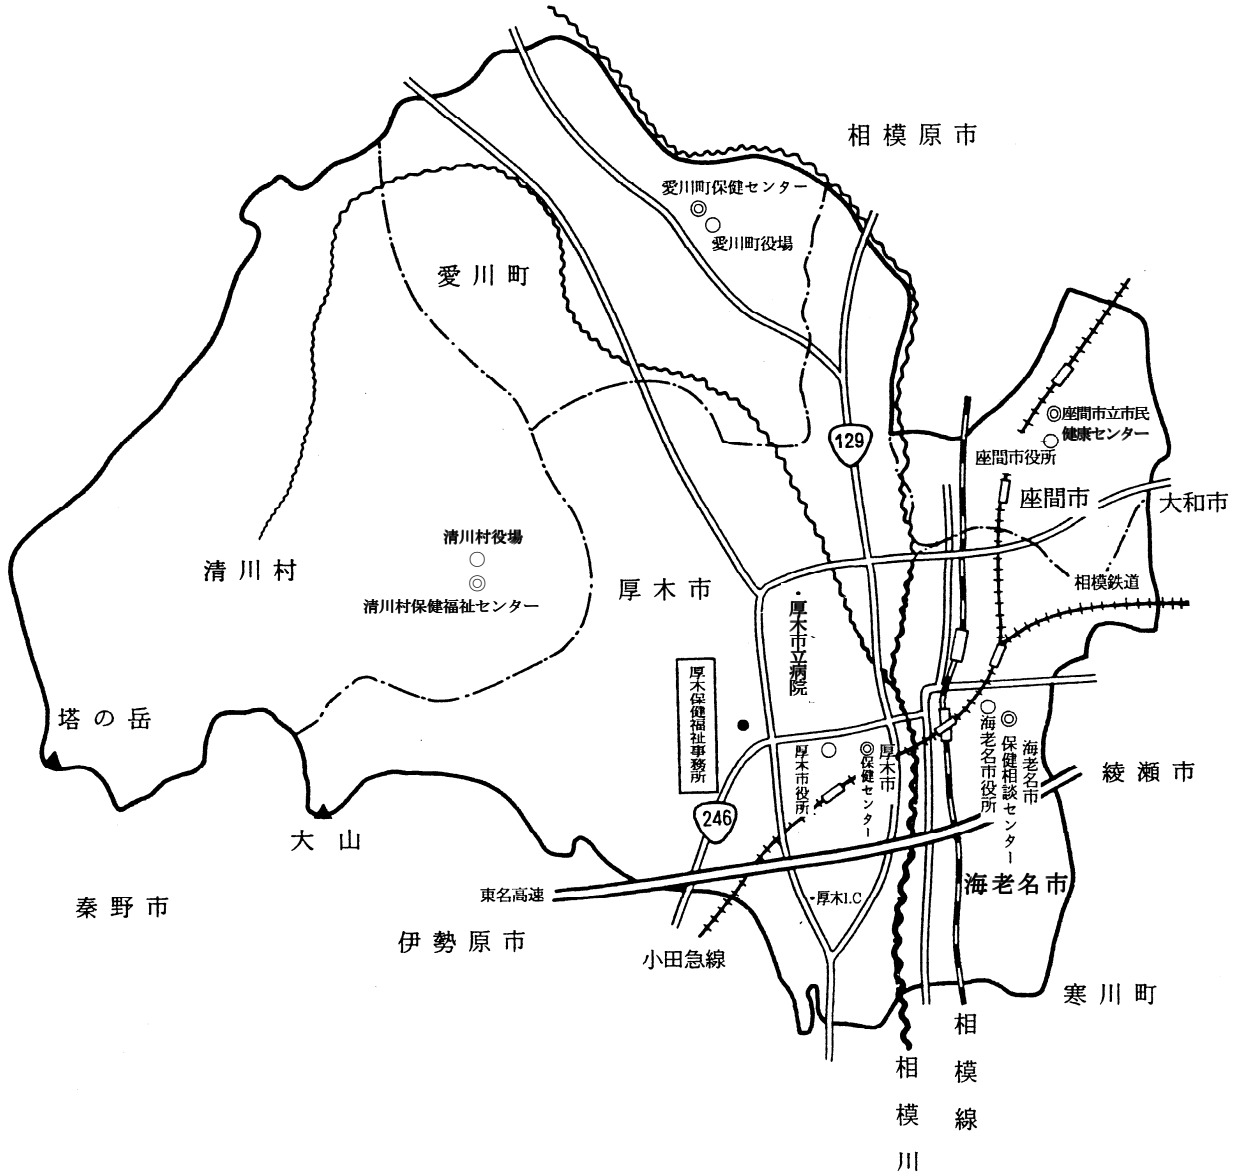 相模原市
愛川町保健センター
愛川町役場
愛川町
129
座間市立市民
健康センター
座間市役所
座間市
大和市
清川村役場
清川村
清川村保健福祉センター
厚木市
相模鉄道
厚木市立病院
厚木保健福祉事務所
塔の岳
大山
厚木市役所
厚木市
保健センター
海老名市役所
海老名市
保健相談センター
綾瀬市
246
海老名市
東名高速
厚木I.C
秦野市
伊勢原市
小田急線
寒川町
相模線
相模川